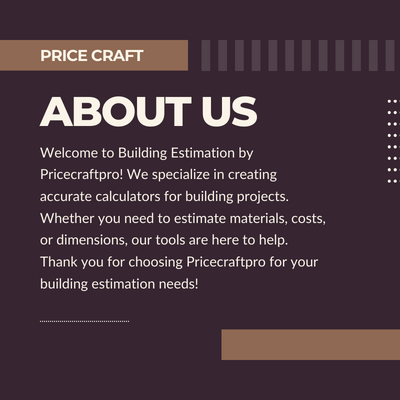 PRICE CRAFT
ABOUT US
Welcome to Building Estimation by
Pricecraftpro! We specialize in creating
accurate calculators for building projects.
Whether you need to estimate materials, costs,
or dimensions, our tools are here to help.
Thank you for choosing Pricecraftpro for your
building estimation needs!